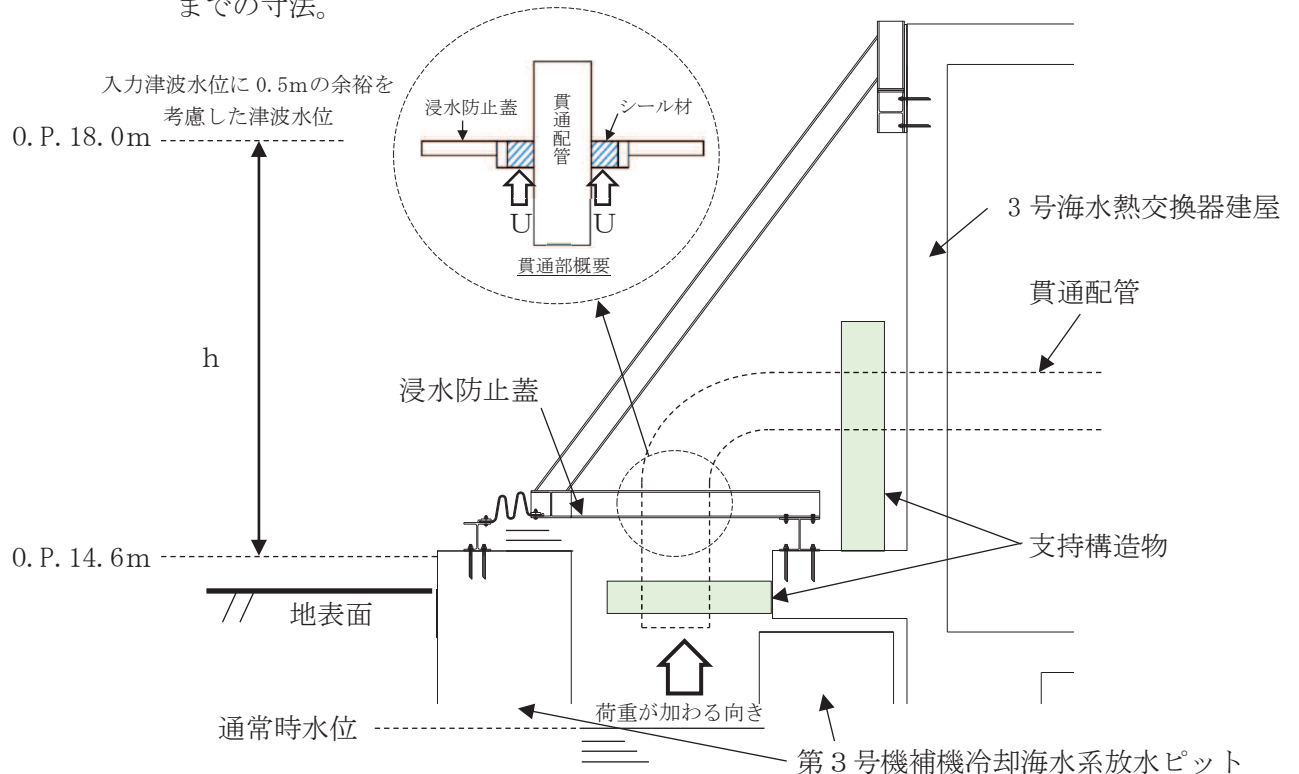 までの寸法。
入力津波水位に 0.5mの余裕を
考慮した津波水位
O.P.18.0m
浸水防止蓋
貫通配管
シール材
U
U
貫通部概要
3 号海水熱交換器建屋
貫通配管
h
浸水防止蓋
O.P.14.6m
地表面
支持構造物
荷重が加わる向き
通常時水位
第３号機補機冷却海水系放水ピット